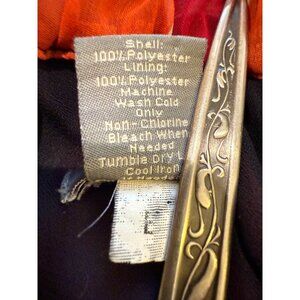 Shell:
100% Polyester
Lining:
100% Polyester
Machine
Wash Cold
Only
Non-Chlorine
Bleach When
Needed
Tumble Dry L
Cool Iron